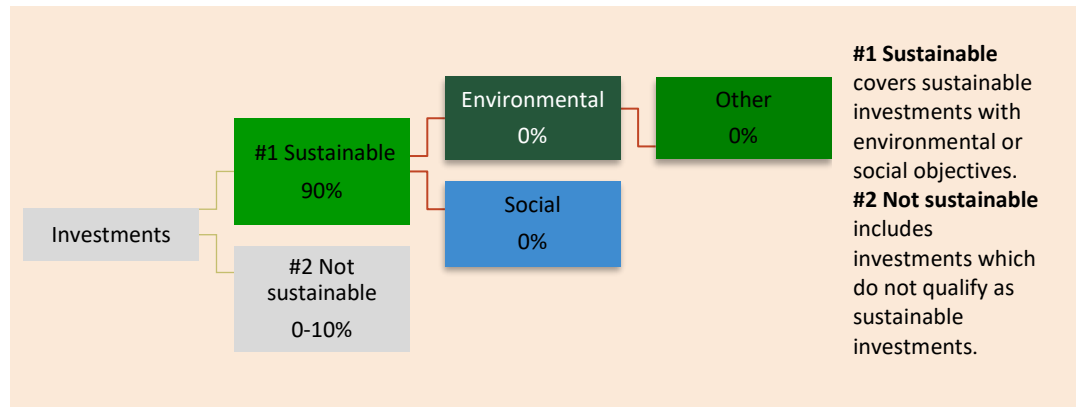 Investments
#1 Sustainable
90%
#2 Not
sustainable
0-10%
Environmental
0%
Social
0%
Other
0%
#1 Sustainable
covers sustainable
investments with
environmental or
social objectives.
#2 Not sustainable
includes
investments which
do not qualify as
sustainable
investments.